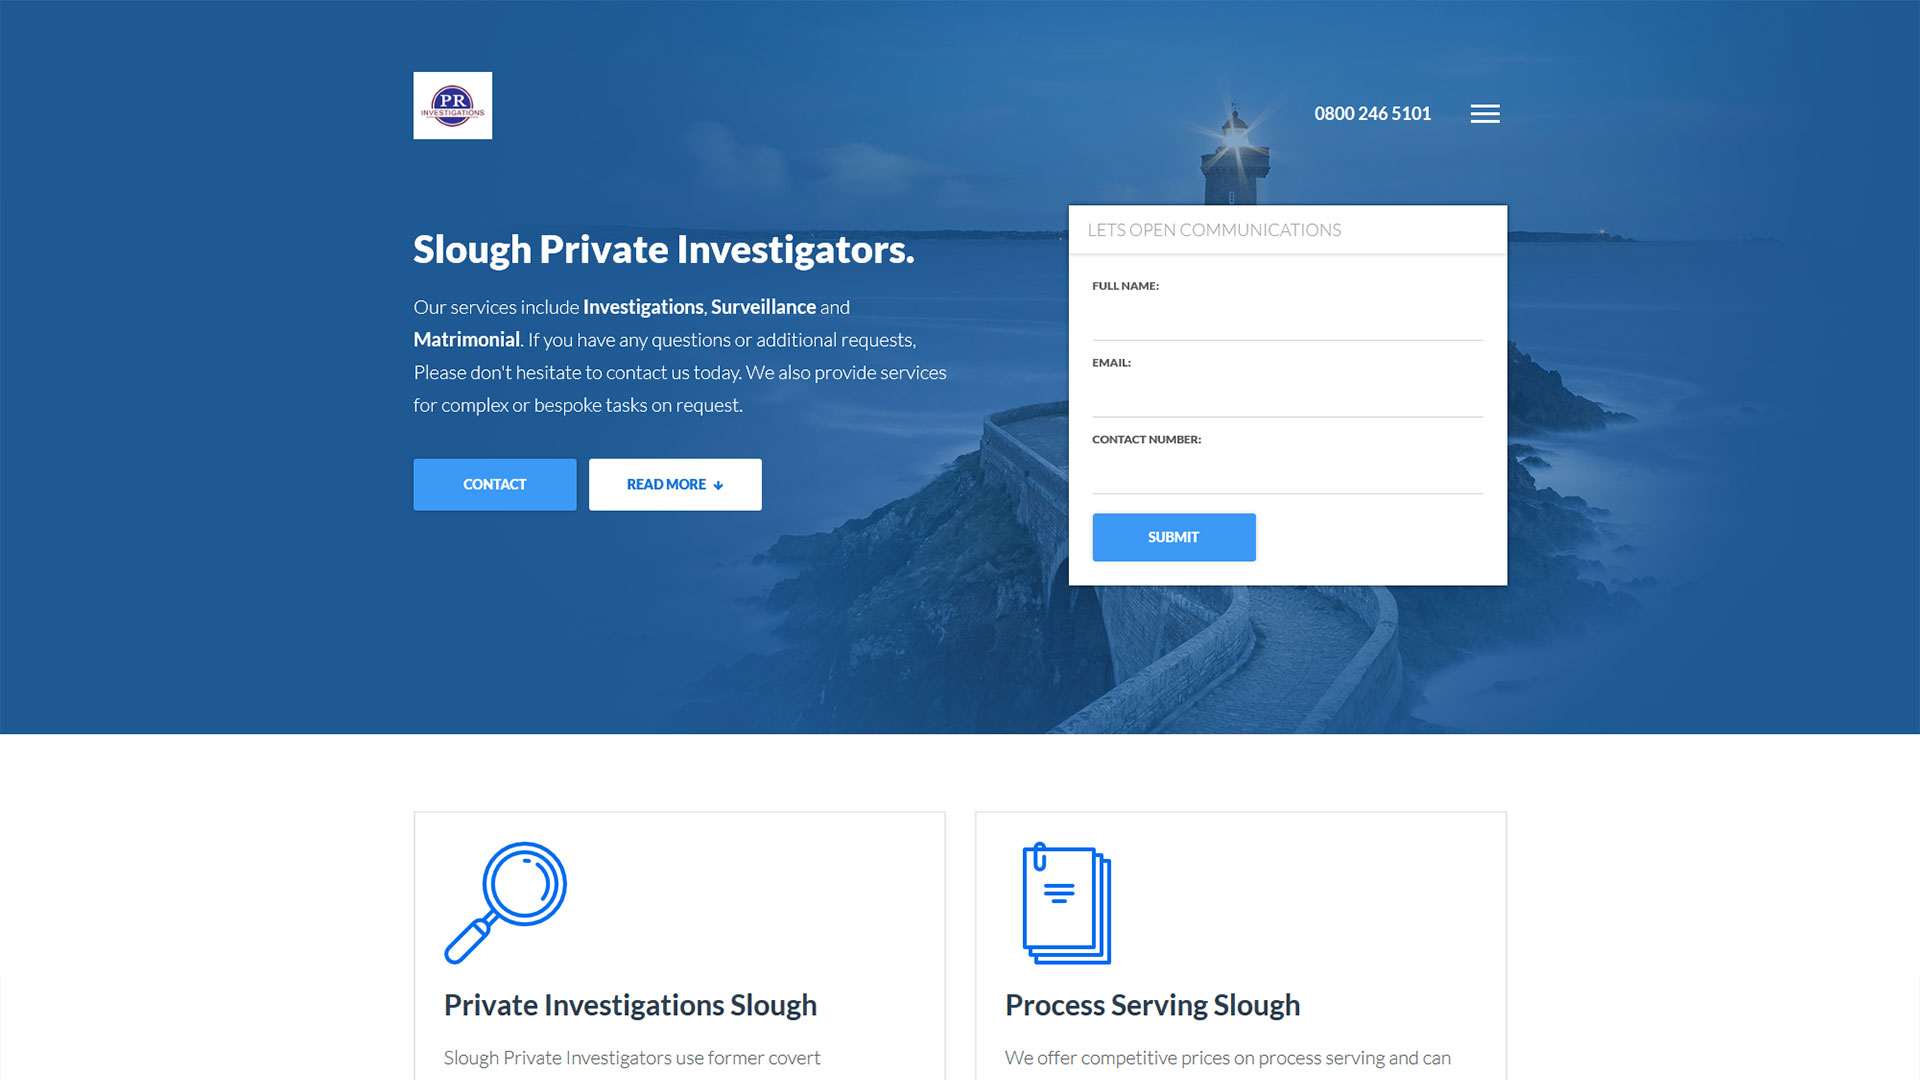 PR
INVESTIGATIONS
0800 246 5101
Slough Private Investigators.
Our services include Investigations, Surveillance and
Matrimonial. If you have any questions or additional requests,
Please don't hesitate to contact us today. We also provide services
for complex or bespoke tasks on request.
CONTACT
READ MORE
LETS OPEN COMMUNICATIONS
FULL NAME:
EMAIL:
CONTACT NUMBER:
SUBMIT
Private Investigations Slough
Slough Private Investigators use former covert
Process Serving Slough
We offer competitive prices on process serving and can